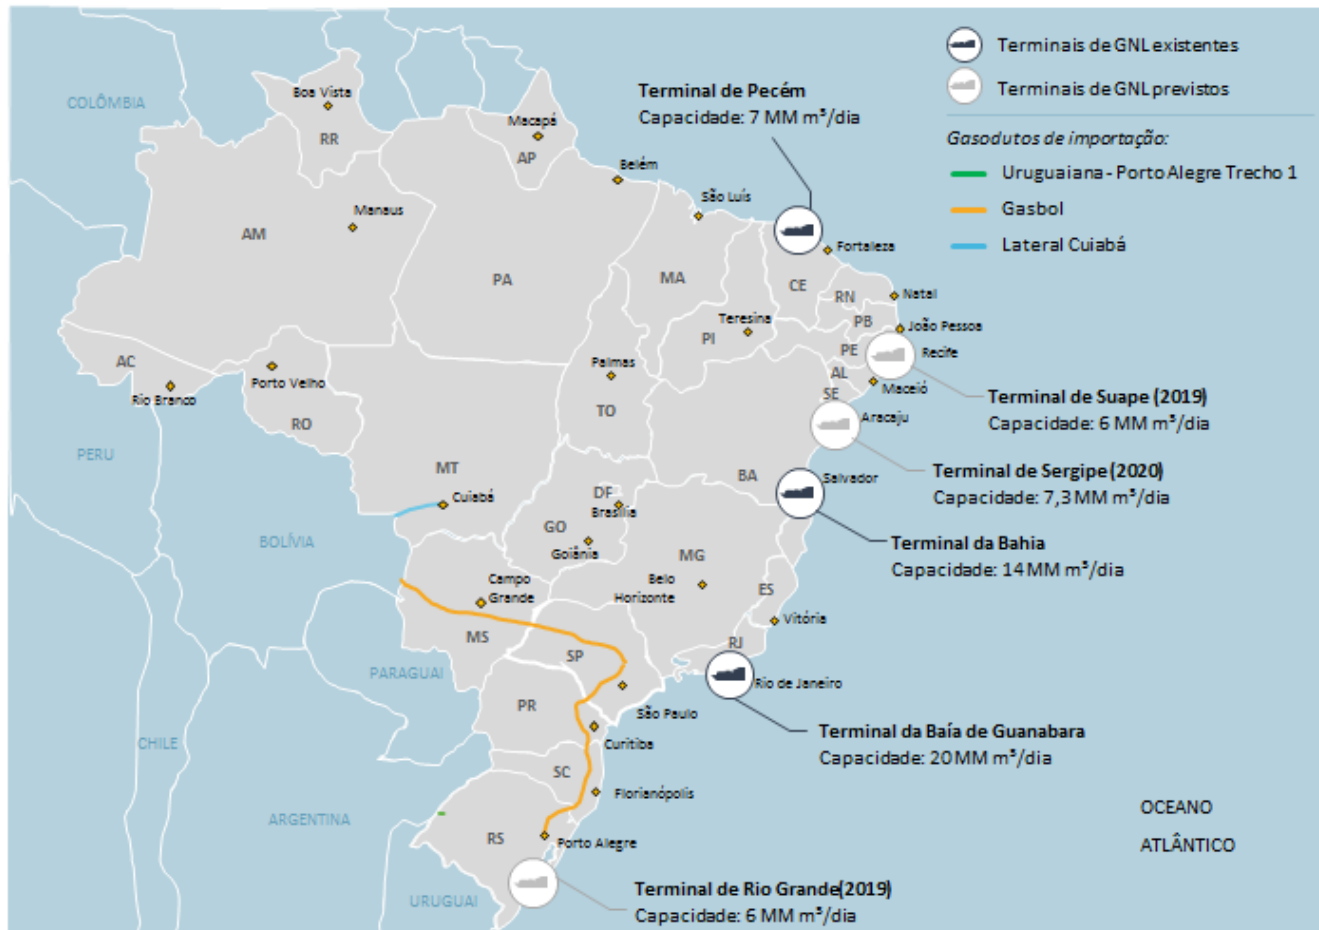 Terminais de GNL existentes
Terminais de GNL previstos
Gasodutos de importação:
Uruguaiana - Porto Alegre Trecho 1
Gasbol
Lateral Cuiabá
Terminal de Pecém
Capacidade: 7 MM m³/dia
COLÔMBIA
Boa Vista
RR
Macapá
AP
Belém
São Luís
Manaus
AM
Fortaleza
PA
MA
CE
RN
Natal
Teresina
PB
João Pessoa
PI
PE
Recife
AC
Rio Branco
Porto Velho
Palmas
AL
Maceió
SE
TO
RO
Aracaju
Terminal de Suape (2019)
Capacidade: 6 MM m³/dia
PERU
MT
BA
Terminal de Sergipe (2020)
Capacidade: 7,3 MM m³/dia
Salvador
Cuiabá
DF
Brasília
GO
Goiânia
BOLÍVIA
Terminal da Bahia
Capacidade: 14 MM m³/dia
MG
Belo
Horizonte
Campo
Grande
ES
Vitória
MS
SP
RJ
PARAGUAI
Rio de Janeiro
PR
São Paulo
CHILE
Curitiba
Terminal da Baía de Guanabara
Capacidade: 20 MM m³/dia
SC
Florianópolis
ARGENTINA
OCEANO
ATLÂNTICO
RS
Porto Alegre
URUGUAI
Terminal de Rio Grande(2019)
Capacidade: 6 MM m³/dia